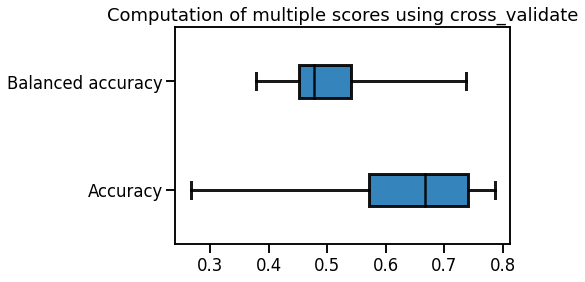 Computation of multiple scores using cross_validate
Balanced accuracy
Accuracy
0.3 0.4 0.5 0.6 0.7 0.8